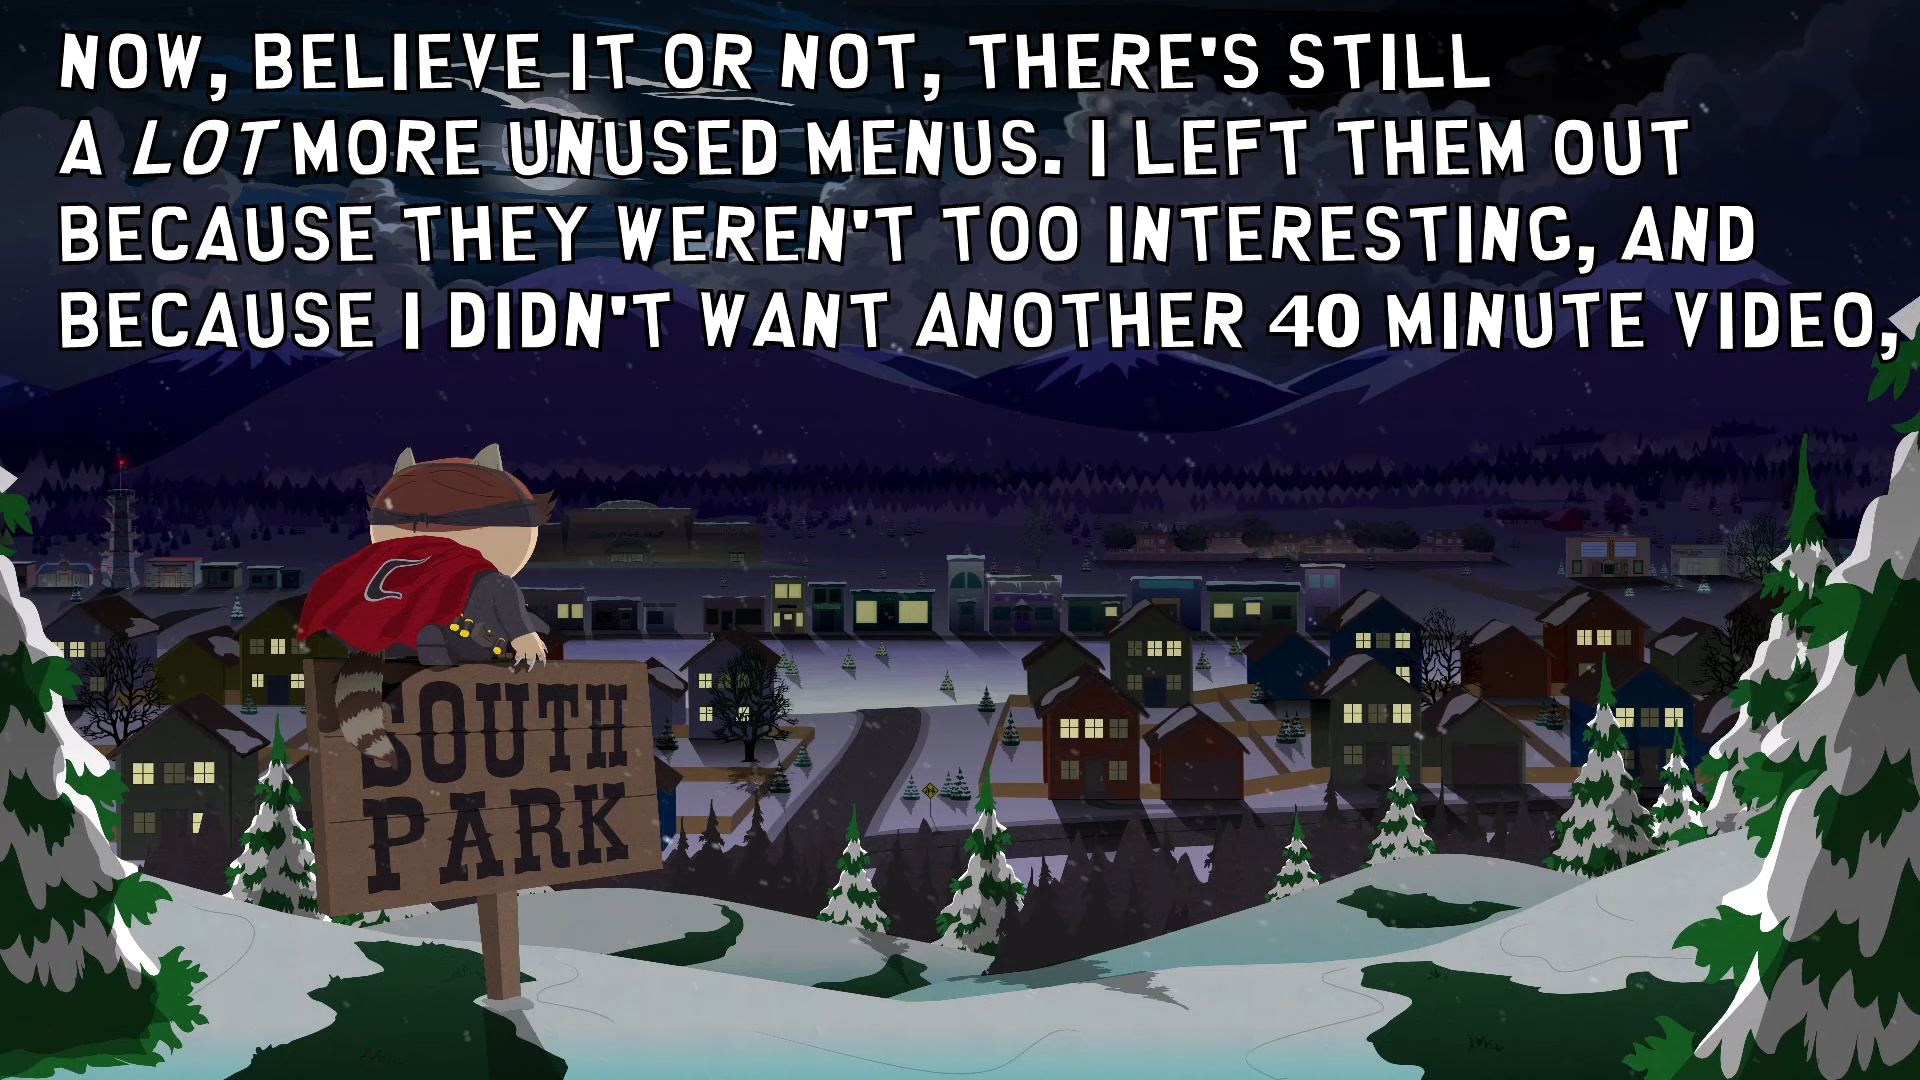 NOW, BELIEVE IT OR NOT, THERE'S STILL
A LOT MORE UNUSED MENUS. I LEFT THEM OUT
BECAUSE THEY WEREN'T TOO INTERESTING, AND
BECAUSE I DIDN'T WANT ANOTHER 40 MINUTE VIDEO,
C
SOUTH
PARK